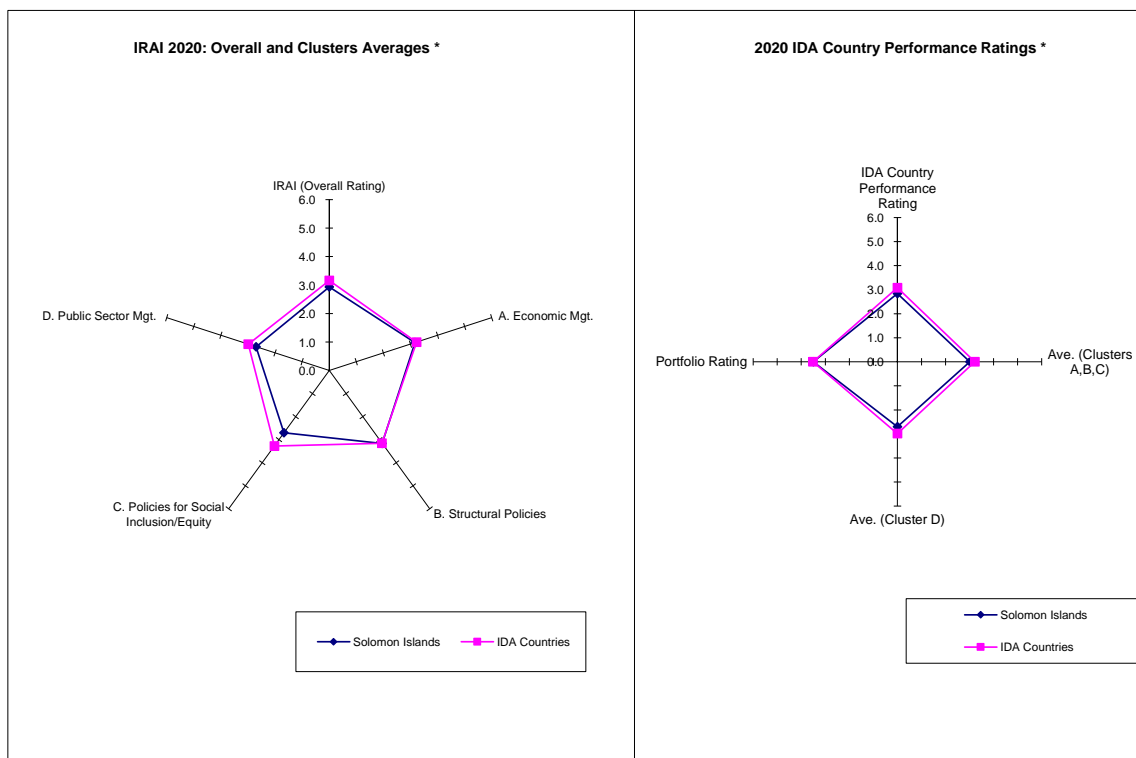 IRAI 2020: Overall and Clusters Averages *
IRAI (Overall Rating)
6.0
5.0
4.0
3.0
2.0
1.0
0.0
A. Economic Mgt.
B. Structural Policies
C. Policies for Social
Inclusion/Equity
D. Public Sector Mgt.
Solomon Islands
IDA Countries
2020 IDA Country Performance Ratings *
IDA Country
Performance
Rating
6.0
5.0
4.0
3.0
2.0
1.0
0.0
Ave. (Clusters
A,B,C)
Ave. (Cluster D)
Portfolio Rating
Solomon Islands
IDA Countries